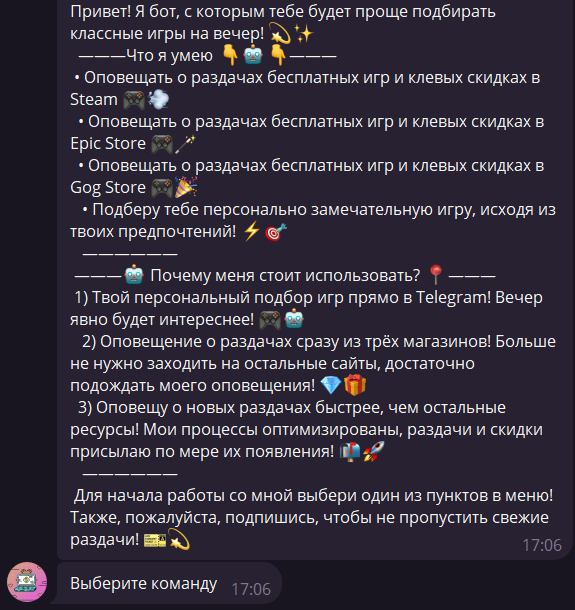 Привет! Я бот, с которым тебе будет проще подбирать
классные игры на вечер! 💫✨
———Что я умею 👇🤖👇———
• Оповещать о раздачах бесплатных игр и клевых скидках в
Steam 🎮💨
• Оповещать о раздачах бесплатных игр и клевых скидках в
Epic Store 🎮🪄
• Оповещать о раздачах бесплатных игр и клевых скидках в
Gog Store 🎮🎉
• Подберу тебе персонально замечательную игру, исходя из
твоих предпочтений! ⚡🎯
——————
———🤖 Почему меня стоит использовать? 📍———
1) Твой персональный подбор игр прямо в Telegram! Вечер
явно будет интереснее! 🎮🤖
2) Оповещение о раздачах сразу из трёх магазинов! Больше
не нужно заходить на остальные сайты, достаточно
подождать моего оповещения! 💎🎁
3) Оповещу о новых раздачах быстрее, чем остальные
ресурсы! Мои процессы оптимизированы, раздачи и скидки
присылаю по мере их появления! 📬🚀
——————
Для начала работы со мной выбери один из пунктов в меню!
Также, пожалуйста, подпишись, чтобы не пропустить свежие
раздачи! 🎫💫
17:06
Выберите команду 17:06